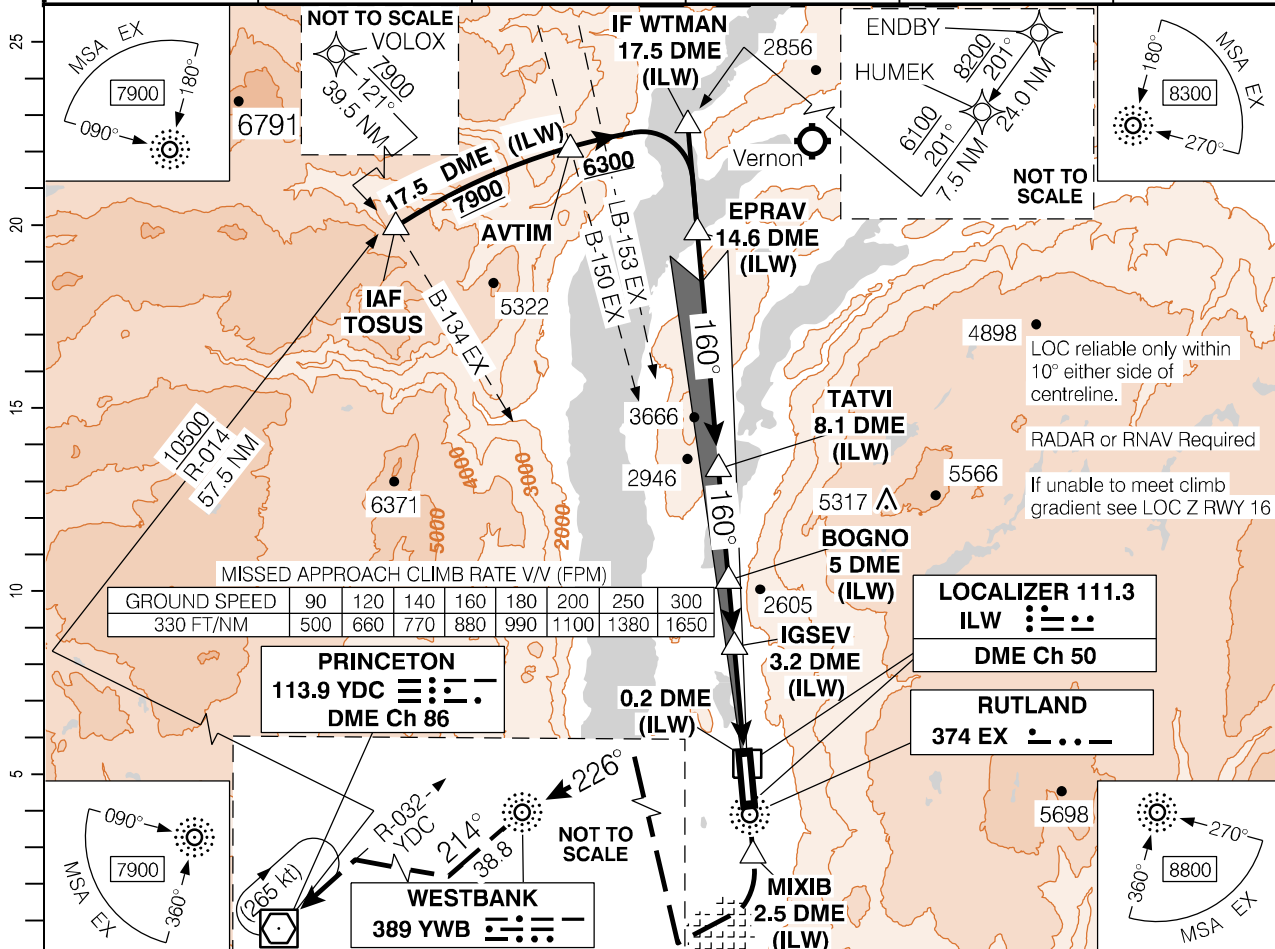 25
20
15
10
5
MSA EX
7900
180°
090°
6791
NOT TO SCALE
VOLOX
7900
121°
39.5 NM
IF WTMAN
17.5 DME
(ILW)
2856
ENDBY
8200
201°
24.0 NM
HUMEK
6100
201°
7.5 NM
NOT TO
SCALE
MSA EX
8300
180°
270°
Vernon
17.5 DME (ILW)
7900
6300
AVTIM
LB-153 EX
B-150 EX
EPRAV
14.6 DME
(ILW)
IAF
TOSUS
B-134 EX
5322
160°
4898
LOC reliable only within
10° either side of
centreline.
RADAR or RNAV Required
If unable to meet climb
gradient see LOC Z RWY 16
10500
R-014
57.5 NM
3666
2946
TATVI
8.1 DME
(ILW)
4000
3000
6371
5000
2000
160°
5317
5566
BOGNO
5 DME
(ILW)
2605
MISSED APPROACH CLIMB RATE V/V (FPM)
GROUND SPEED 90 120 140 160 180 200 250 300
330 FT/NM 500 660 770 880 990 1100 1380 1650
IGSEV
3.2 DME
(ILW)
LOCALIZER 111.3
ILW
DME Ch 50
PRINCETON
113.9 YDC
DME Ch 86
0.2 DME
(ILW)
RUTLAND
374 EX
5698
226°
R-032
YDC
214°
38.8
NOT TO
SCALE
(265 kt)
WESTBANK
389 YWB
MIXIB
2.5 DME
(ILW)
090°
7900
360°
MSA EX
270°
8800
360°
MSA EX